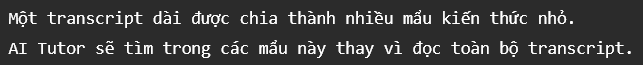 Một transcript dài được chia thành nhiều mẩu kiến thức nhỏ.
AI Tutor sẽ tìm trong các mẩu này thay vì đọc toàn bộ transcript.